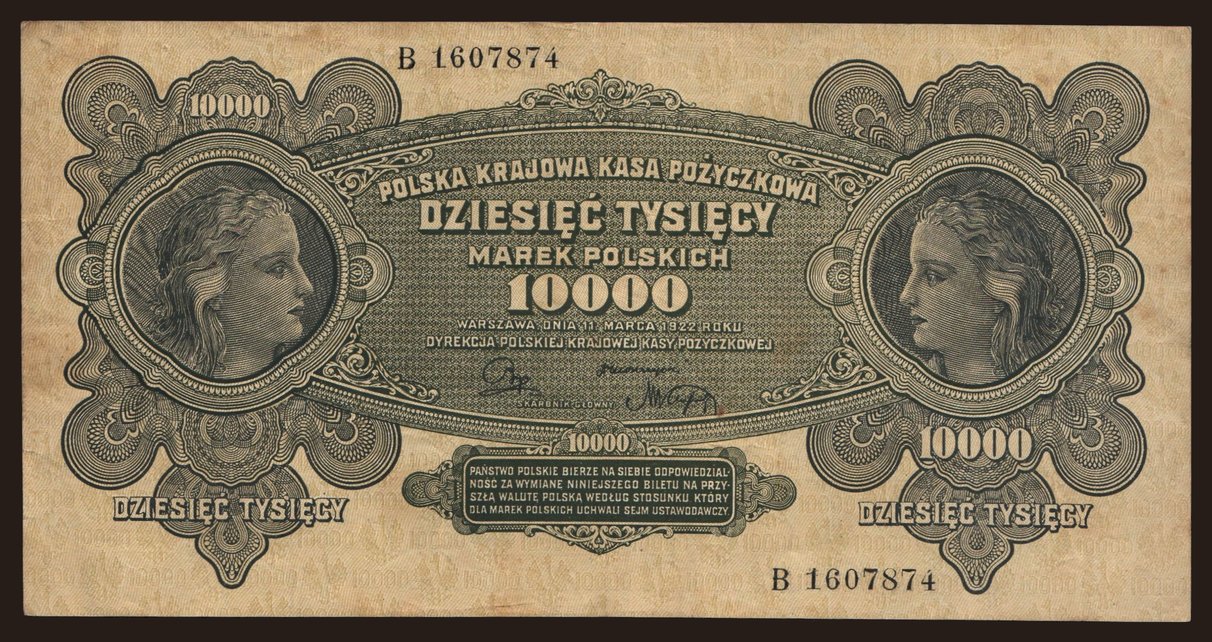 B 1607874
10000
POLSKA KRAJOWA KASA POŻYCZKOWA
DZIESIĘĆ TYSIĘCY
MAREK POLSKICH
10000
WARSZAWA, DNIA 11. MARCA 1922 ROKU
DYREKCJA POLSKIEJ KRAJOWEJ KASY POŻYCZKOWEJ
SKARBNIK GŁÓWNY
10000
10000
PAŃSTWO POLSKIE BIERZE NA SIEBIE ODPOWIEDZIAL-
NOŚĆ ZA WYMIANĘ NINIEJSZEGO BILETU NA PRZY-
SZŁĄ WALUTĘ POLSKĄ WEDŁUG STOSUNKU KTÓRY
DLA MAREK POLSKICH UCHWALI SEJM USTAWODAWCZY
DZIESIĘĆ TYSIĘCY
DZIESIĘĆ TYSIĘCY
B 1607874